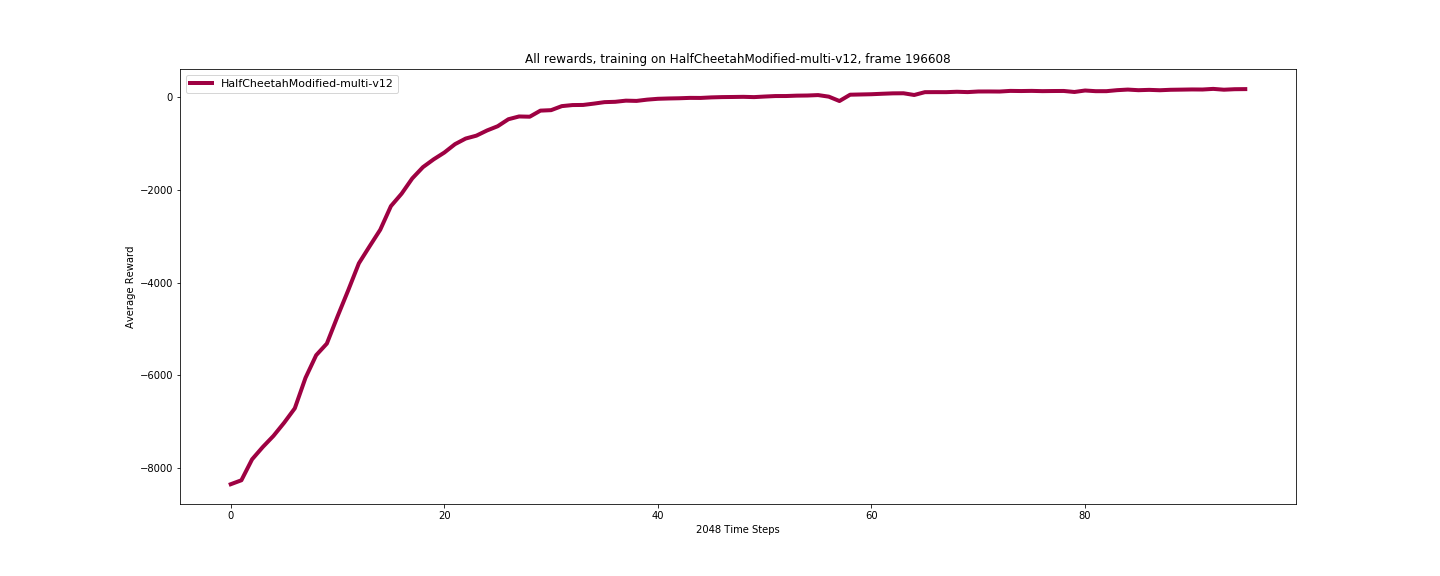 All rewards, training on HalfCheetahModified-multi-v12, frame 196608
HalfCheetahModified-multi-v12
0
−2000
−4000
−6000
−8000
Average Reward
0 20 40 60 80
2048 Time Steps